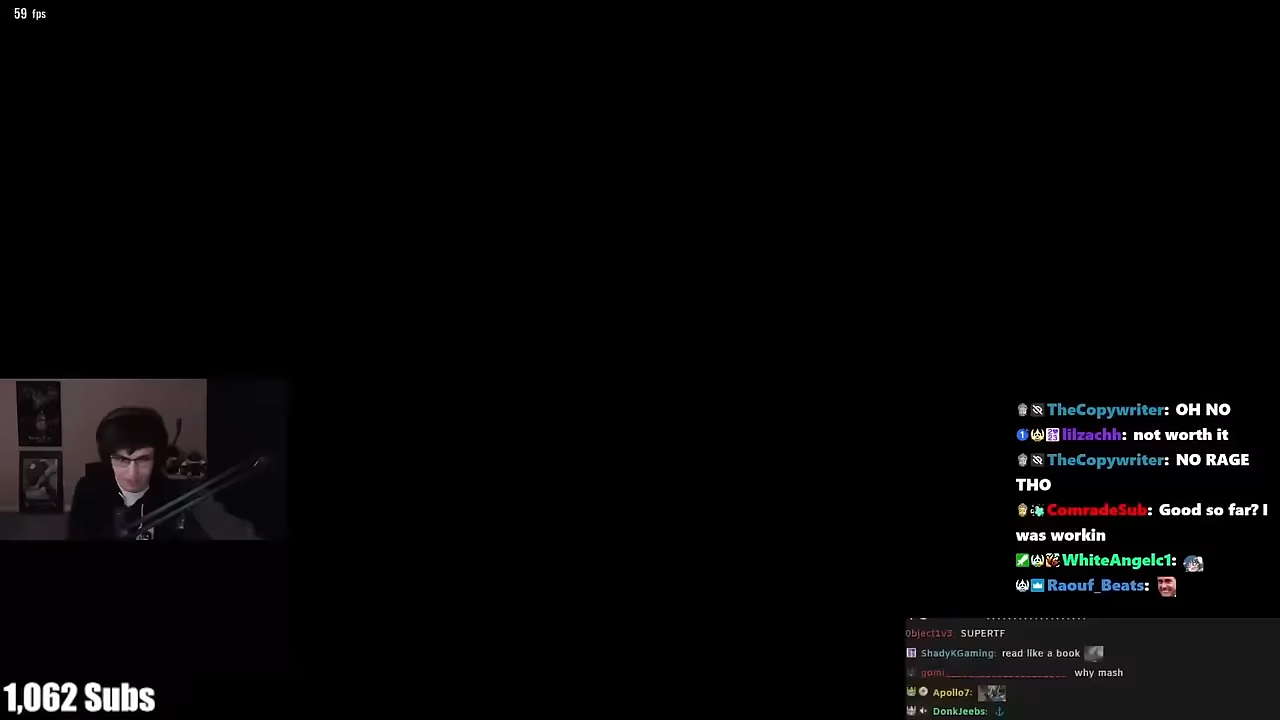 59 fps
TheCopywriter: OH NO
lilzachh: not worth it
TheCopywriter: NO RAGE
THO
ComradeSub: Good so far? I
was workin
WhiteAngelc1:
Raouf_Beats:
Object1v3: SUPERTF
ShadyKGaming: read like a book
why mash
Apollo7:
DonkJeebs:
1,062 Subs